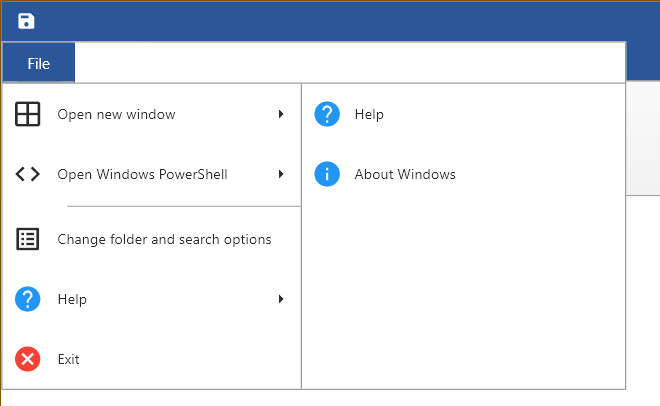 File
Open new window
Open Windows PowerShell
Change folder and search options
Help
Exit
Help
About Windows